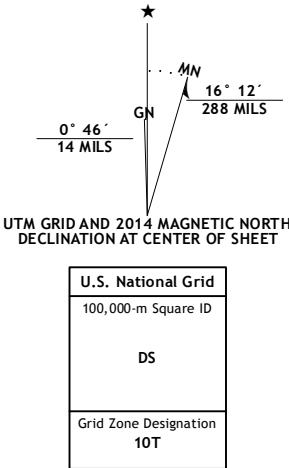 ★
MN
GN
16° 12´
288 MILS
0° 46´
14 MILS
UTM GRID AND 2014 MAGNETIC NORTH
DECLINATION AT CENTER OF SHEET
U.S. National Grid
100,000-m Square ID
DS
Grid Zone Designation
10T